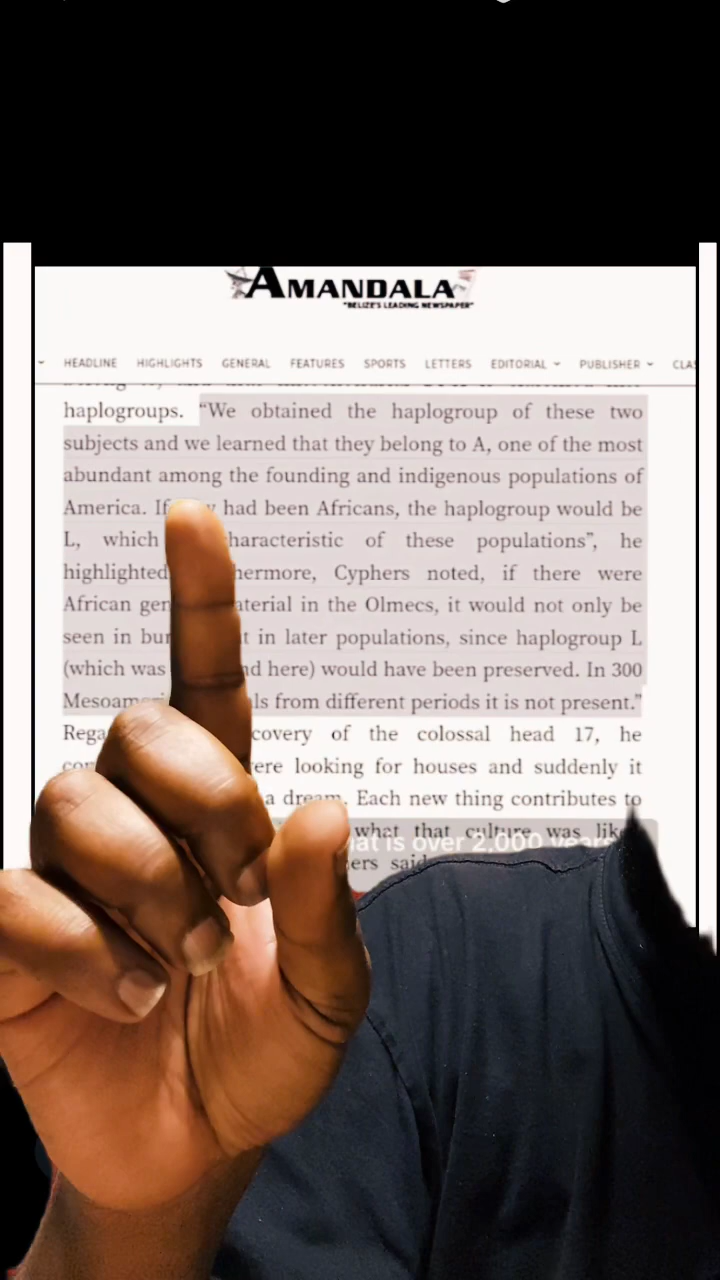 AMANDALA
"BELIZE'S LEADING NEWSPAPER"
HEADLINE HIGHLIGHTS GENERAL FEATURES SPORTS LETTERS EDITORIAL PUBLISHER CLAS
haplogroups. "We obtained the haplogroup of these two
subjects and we learned that they belong to A, one of the most
abundant among the founding and indigenous populations of
America. If had been Africans, the haplogroup would be
L, which haracteristic of these populations", he
highlighted hermore, Cyphers noted, if there were
African gen aterial in the Olmecs, it would not only be
seen in bur t in later populations, since haplogroup L
(which was nd here) would have been preserved. In 300
Mesoam ls from different periods it is not present."
Rega covery of the colossal head 17, he
con ere looking for houses and suddenly it
a dream. Each new thing contributes to
what that culture was lik
hat is over 2,000 years
ers said